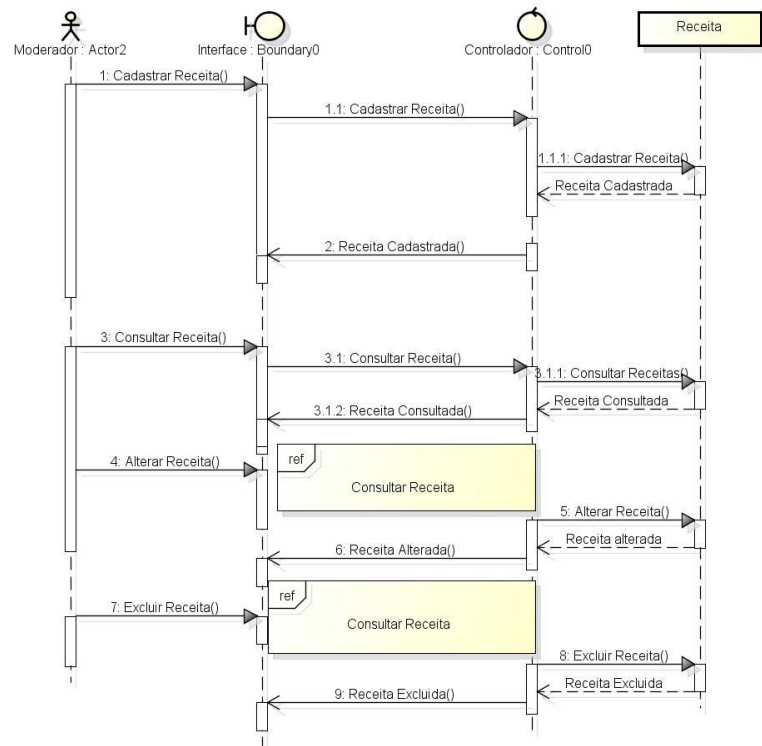 Moderador : Actor2
Interface : Boundary0
Controlador : Control0
Receita
1: Cadastrar Receita()
1.1: Cadastrar Receita()
1.1.1: Cadastrar Receita()
Receita Cadastrada
2: Receita Cadastrada()
3: Consultar Receita()
3.1: Consultar Receita()
3.1.1: Consultar Receitas()
Receita Consultada
3.1.2: Receita Consultada()
ref
4: Alterar Receita()
Consultar Receita
5: Alterar Receita()
Receita alterada
6: Receita Alterada()
ref
7: Excluir Receita()
Consultar Receita
8: Excluir Receita()
Receita Excluida
9: Receita Excluida()